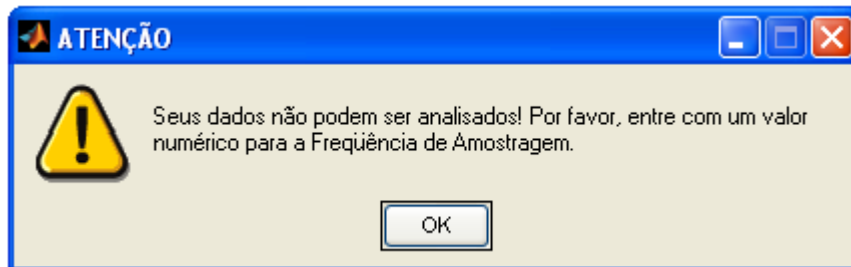 ATENÇÃO
Seus dados não podem ser analisados! Por favor, entre com um valor
numérico para a Freqüência de Amostragem.
OK